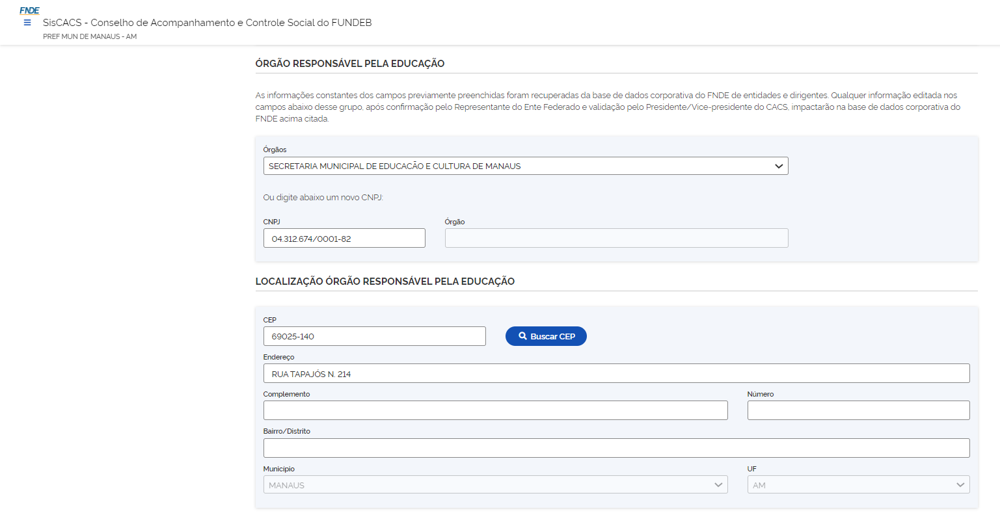 FNDE
SisCACS - Conselho de Acompanhamento e Controle Social do FUNDEB
PREF MUN DE MANAUS - AM
ÓRGÃO RESPONSÁVEL PELA EDUCAÇÃO
As informações constantes dos campos previamente preenchidas foram recuperadas da base de dados corporativa do FNDE de entidades e dirigentes. Qualquer informação editada nos
campos abaixo desse grupo, após confirmação pelo Representante do Ente Federado e validação pelo Presidente/Vice-presidente do CACS, impactarão na base de dados corporativa do
FNDE acima citada.
Órgãos
SECRETARIA MUNICIPAL DE EDUCACÃO E CULTURA DE MANAUS
Ou digite abaixo um novo CNPJ:
CNPJ Órgão
04.312.674/0001-82
LOCALIZAÇÃO ÓRGÃO RESPONSÁVEL PELA EDUCAÇÃO
CEP
69025-140 Buscar CEP
Endereço
RUA TAPAJÓS N. 214
Complemento Número
Bairro/Distrito
Município UF
MANAUS AM